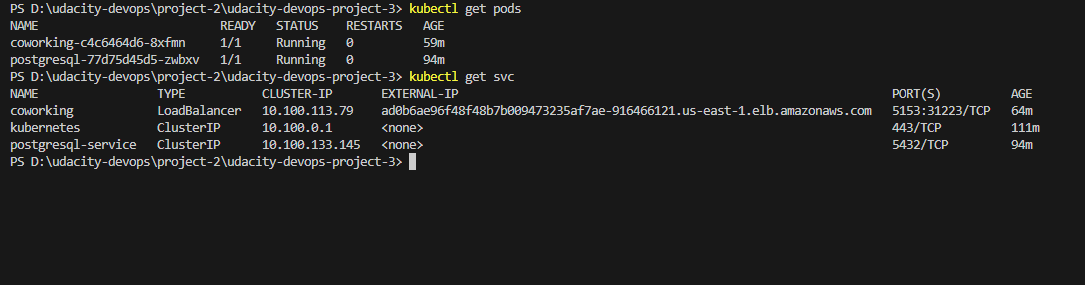 PS D:\udacity-devops\project-2\udacity-devops-project-3> kubectl get pods
NAME READY STATUS RESTARTS AGE
coworking-c4c6464d6-8xfmn 1/1 Running 0 59m
postgresql-77d75d45d5-zwbxv 1/1 Running 0 94m
PS D:\udacity-devops\project-2\udacity-devops-project-3> kubectl get svc
NAME TYPE CLUSTER-IP EXTERNAL-IP PORT(S) AGE
coworking LoadBalancer 10.100.113.79 ad0b6ae96f48f48b7b009473235af7ae-916466121.us-east-1.elb.amazonaws.com 5153:31223/TCP 64m
kubernetes ClusterIP 10.100.0.1 <none> 443/TCP 111m
postgresql-service ClusterIP 10.100.133.145 <none> 5432/TCP 94m
PS D:\udacity-devops\project-2\udacity-devops-project-3>